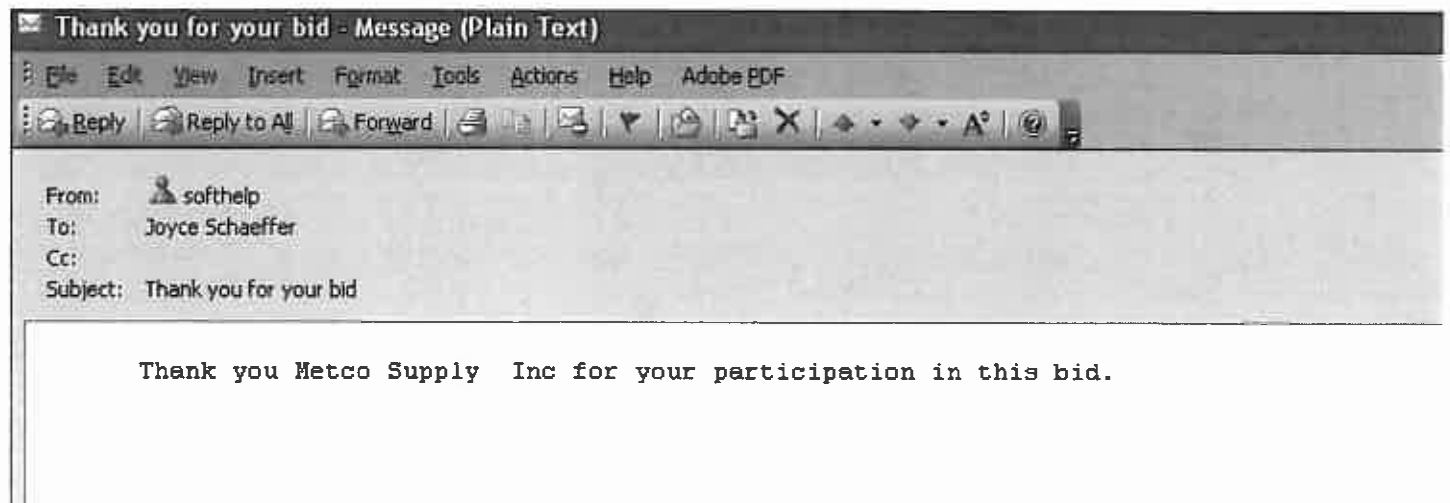 Thank you for your bid - Message (Plain Text)
File Edit View Insert Format Tools Actions Help Adobe PDF
Reply Reply to All Forward
From: softhelp
To: Joyce Schaeffer
Cc:
Subject: Thank you for your bid
Thank you Metco Supply  Inc for your participation in this bid.